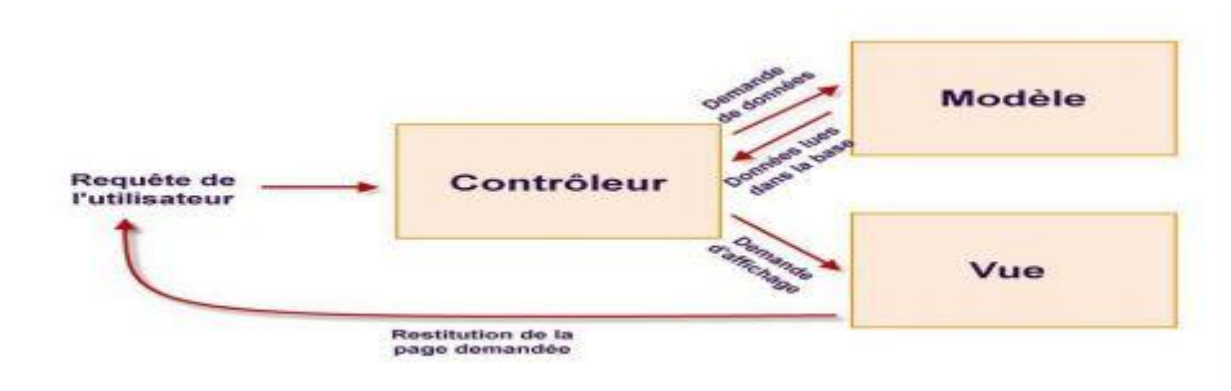 Requête de
l'utilisateur
Contrôleur
Demande
de données
Données lues
dans la base
Modèle
Demande
d'affichage
Vue
Restitution de la
page demandée